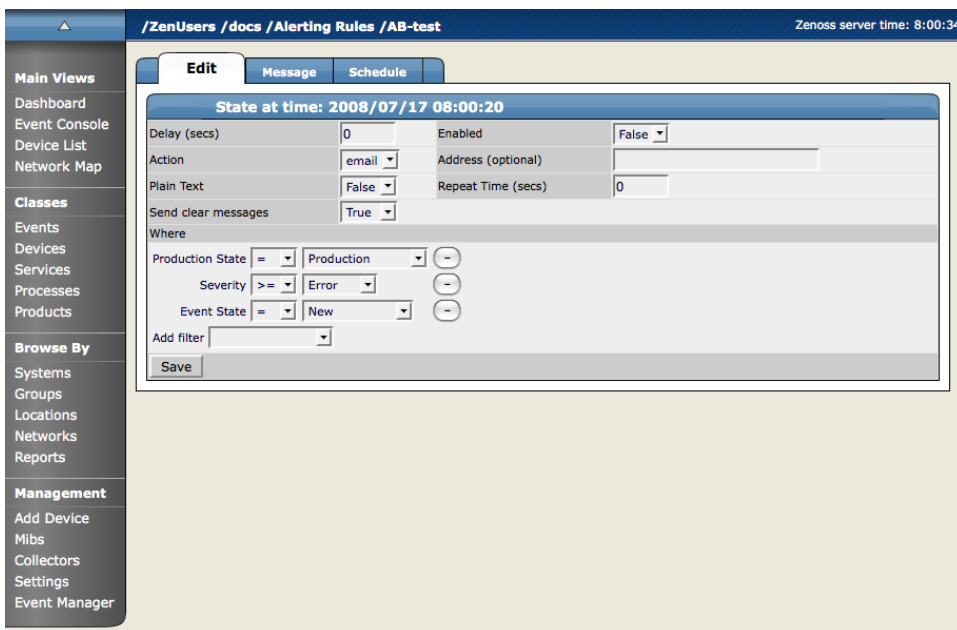 /ZenUsers /docs /Alerting Rules /AB-test
Zenoss server time: 8:00:34
Main Views
Dashboard
Event Console
Device List
Network Map
Classes
Events
Devices
Services
Processes
Products
Browse By
Systems
Groups
Locations
Networks
Reports
Management
Add Device
Mibs
Collectors
Settings
Event Manager
Edit Message Schedule
State at time: 2008/07/17 08:00:20
Delay (secs) 0 Enabled False
Action email Address (optional)
Plain Text False Repeat Time (secs) 0
Send clear messages True
Where
Production State = Production -
Severity >= Error -
Event State = New -
Add filter
Save